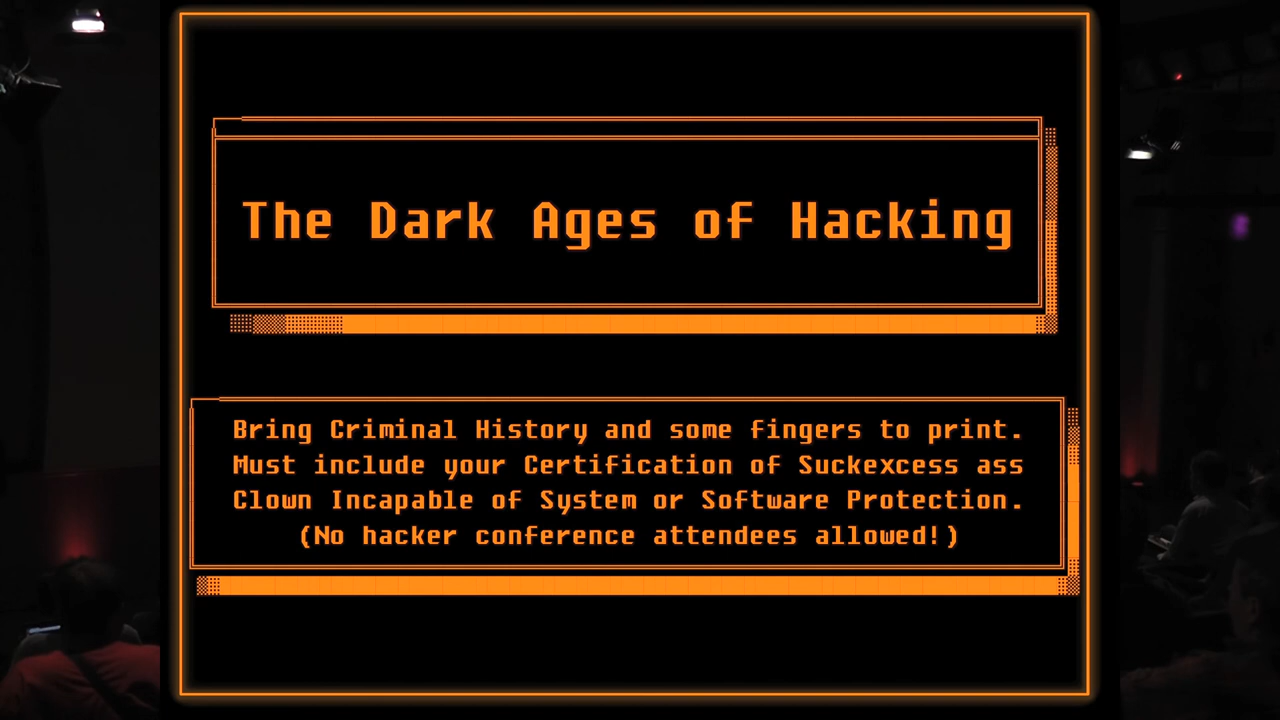 The Dark Ages of Hacking
Bring Criminal History and some fingers to print.
Must include your Certification of Suckexcess ass
Clown Incapable of System or Software Protection.
(No hacker conference attendees allowed!)